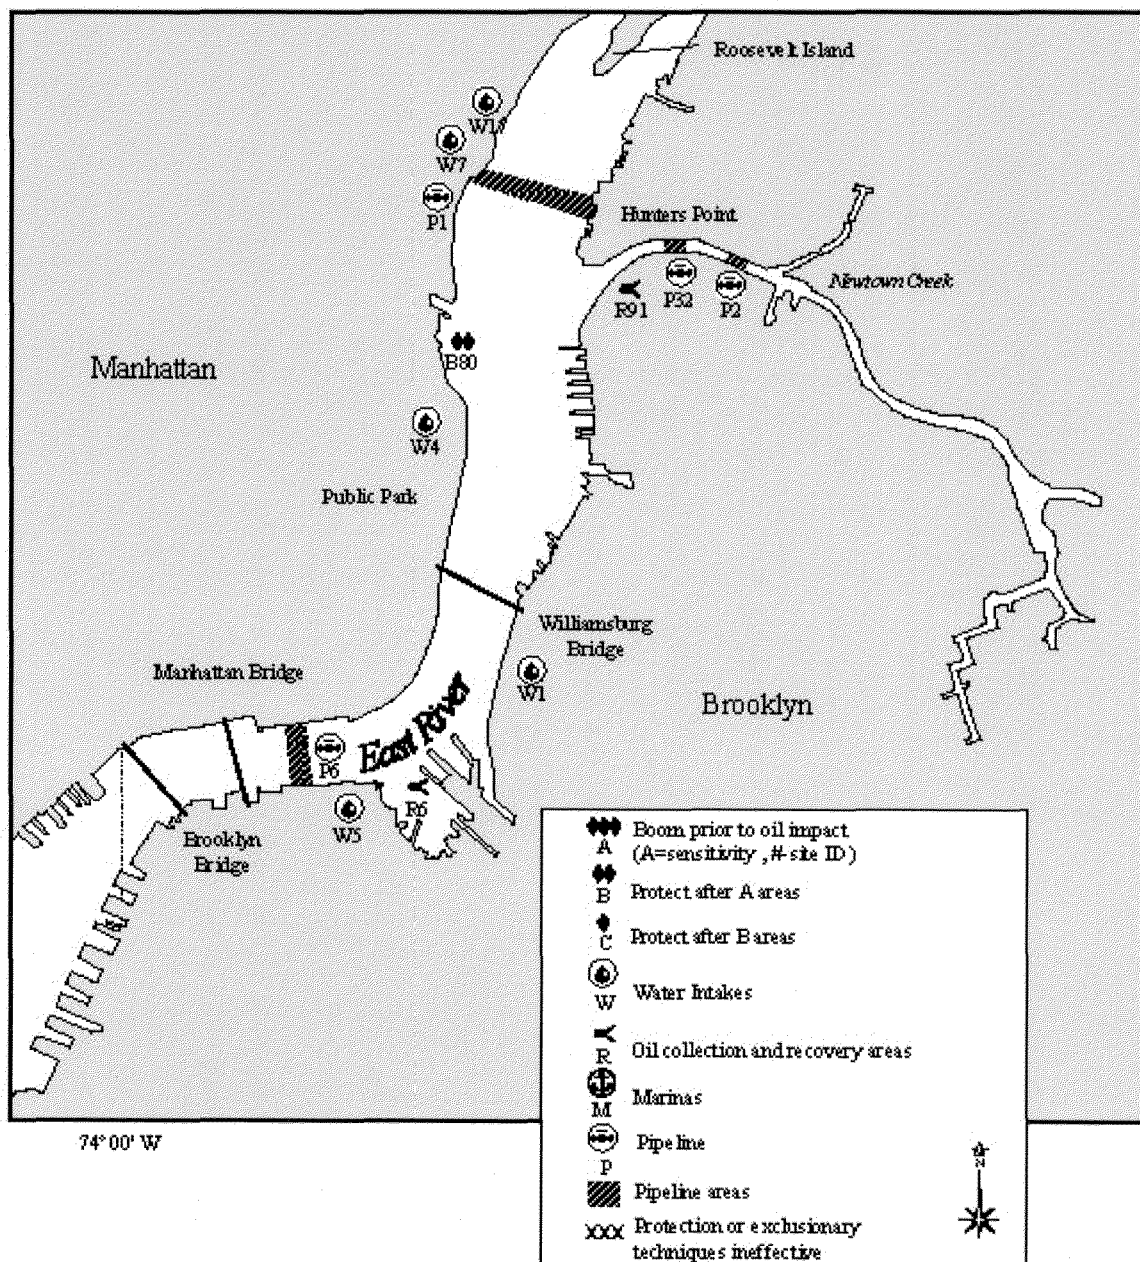 Roosevelt Island
W7
P1
Hunters Point
Newtown Creek
P32
P2
R91
B80
Manhattan
W4
Public Park
Williamsburg
Bridge
Manhattan Bridge
W1
Brooklyn
East River
P6
R6
W5
Brooklyn
Bridge
A
Boom prior to oil impact
(A=sensitivity, #-site ID)
B
Protect after A areas
C
Protect after B areas
W
Water Intakes
R
Oil collection and recovery areas
M
Marinas
P
Pipeline
Pipeline areas
XXX
Protection or exclusionary
techniques ineffective
N
74° 00' W